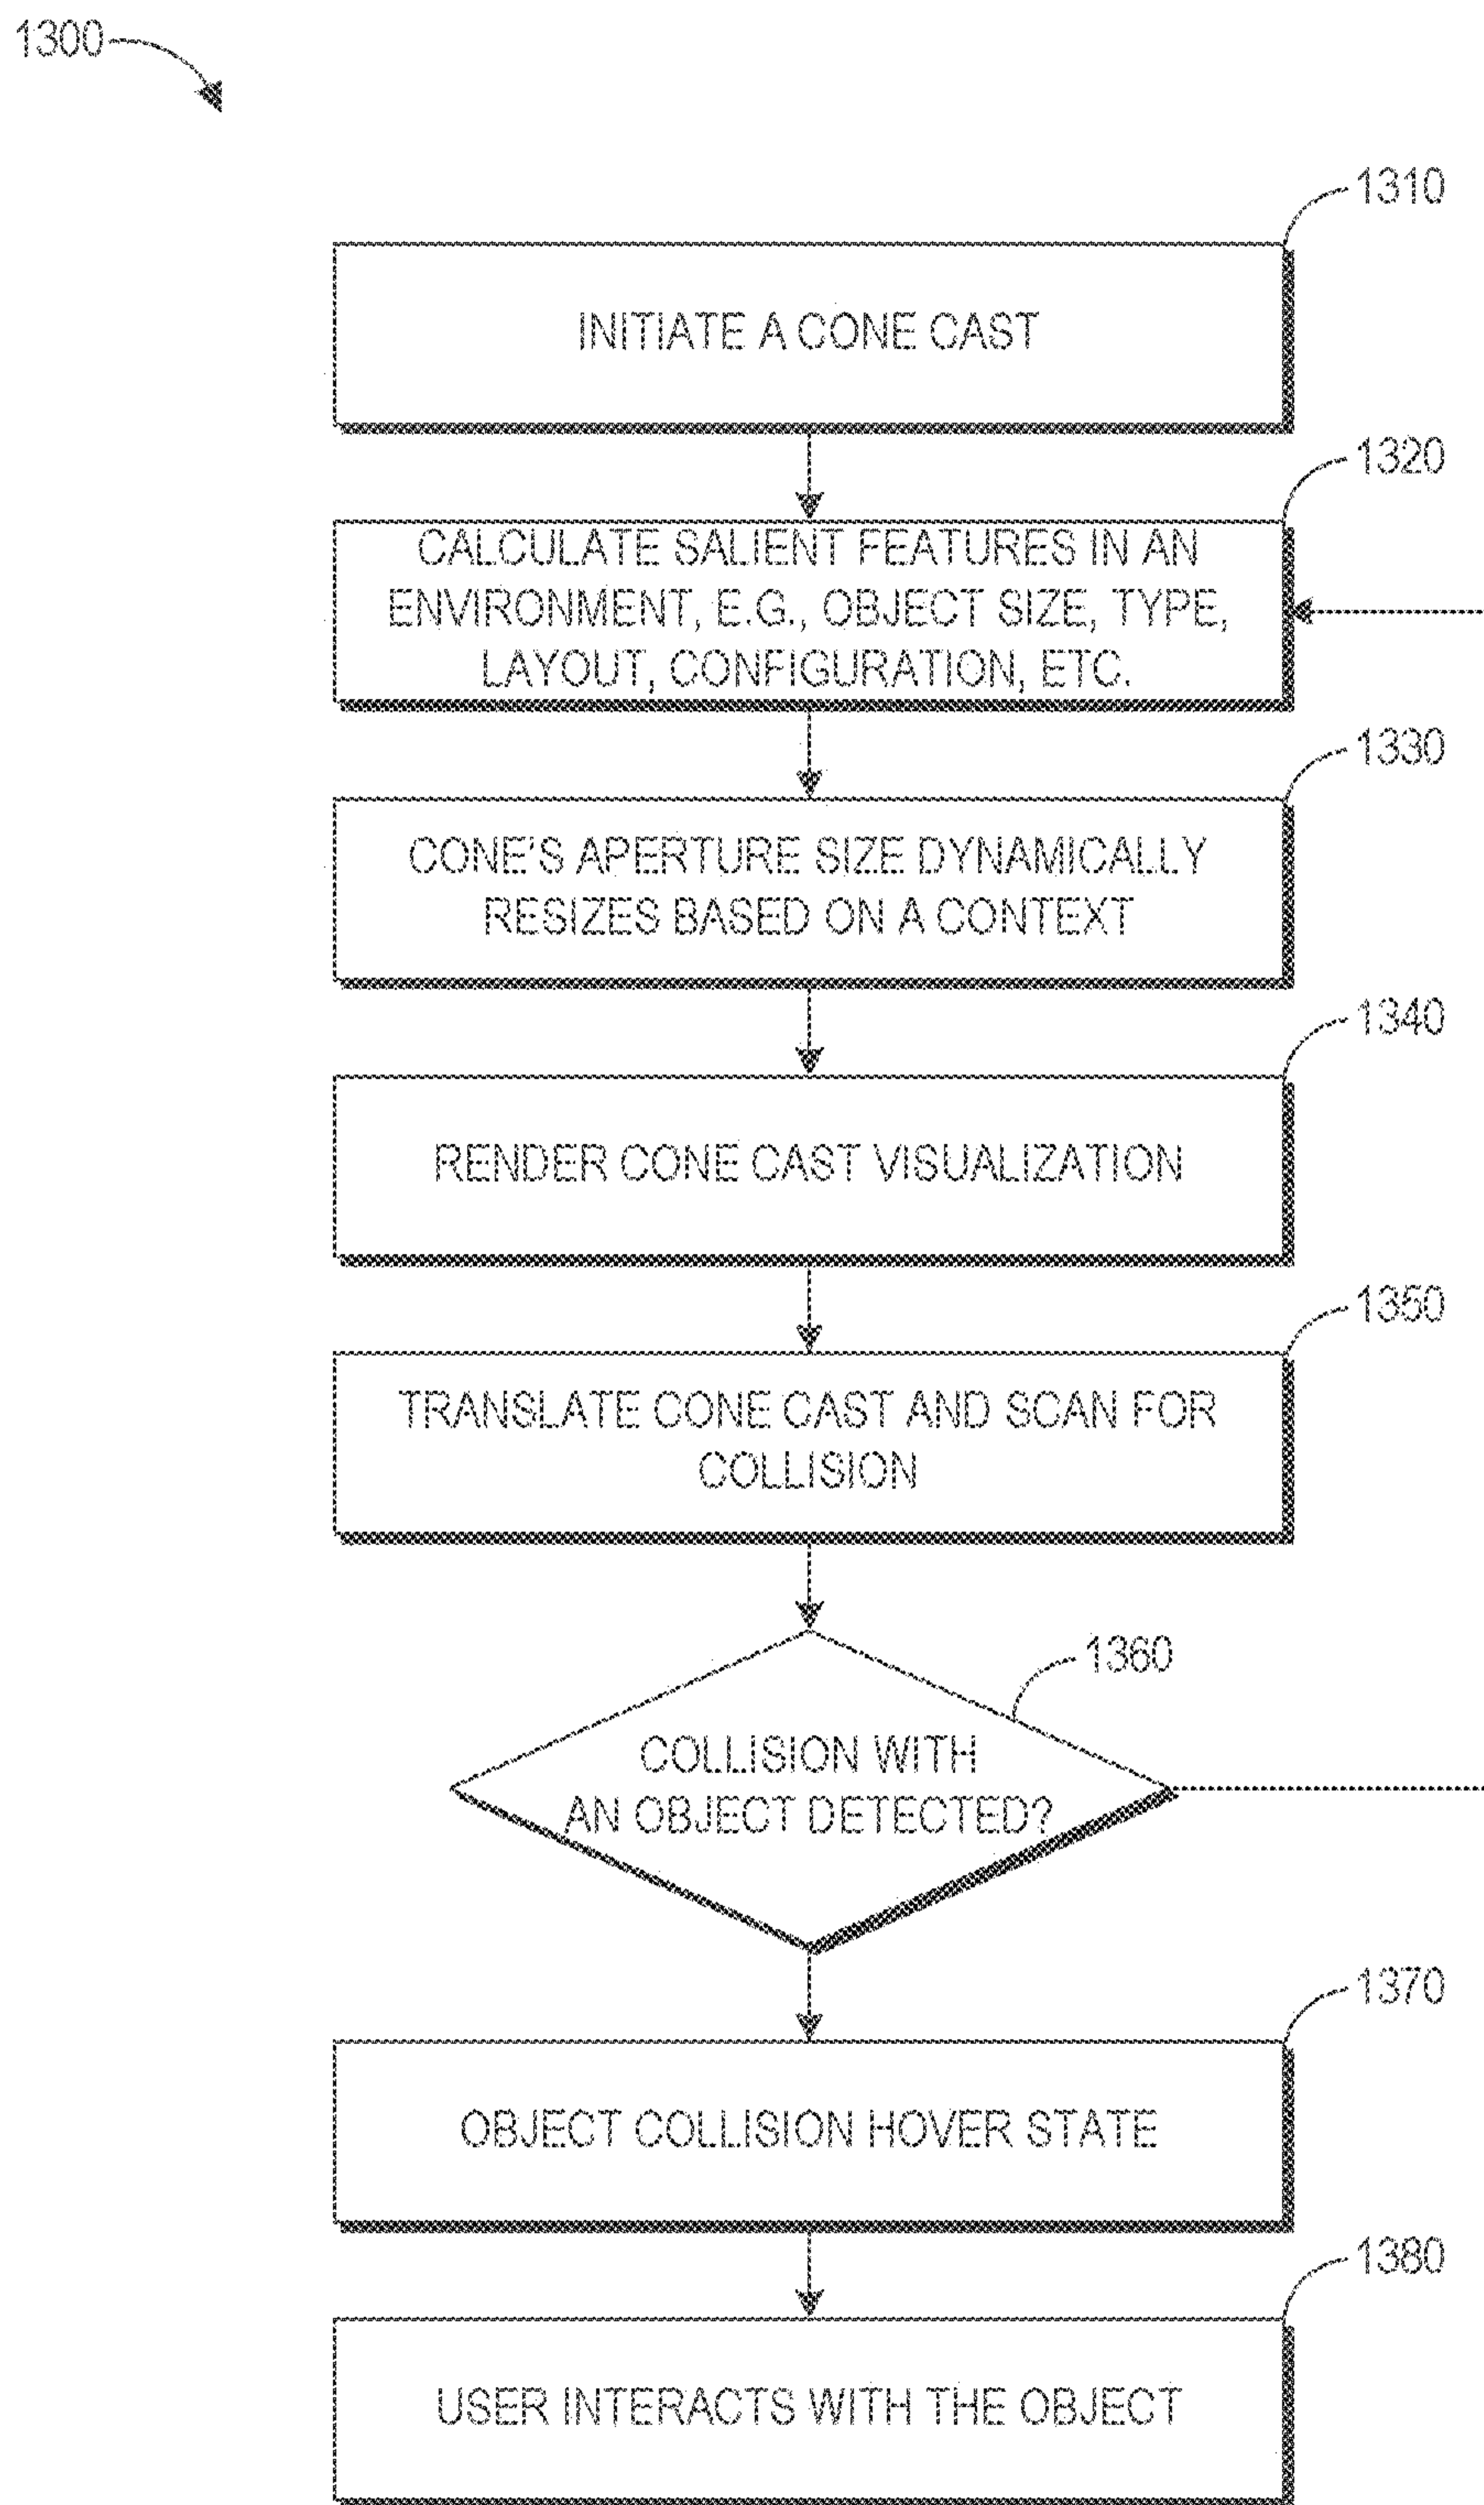 1300
1310
INITIATE A CONE CAST
1320
CALCULATE SALIENT FEATURES IN AN
ENVIRONMENT, E.G., OBJECT SIZE, TYPE,
LAYOUT, CONFIGURATION, ETC.
1330
CONE'S APERTURE SIZE DYNAMICALLY
RESIZES BASED ON A CONTEXT
1340
RENDER CONE CAST VISUALIZATION
1350
TRANSLATE CONE CAST AND SCAN FOR
COLLISION
1360
COLLISION WITH
AN OBJECT DETECTED?
1370
OBJECT COLLISION HOVER STATE
1380
USER INTERACTS WITH THE OBJECT